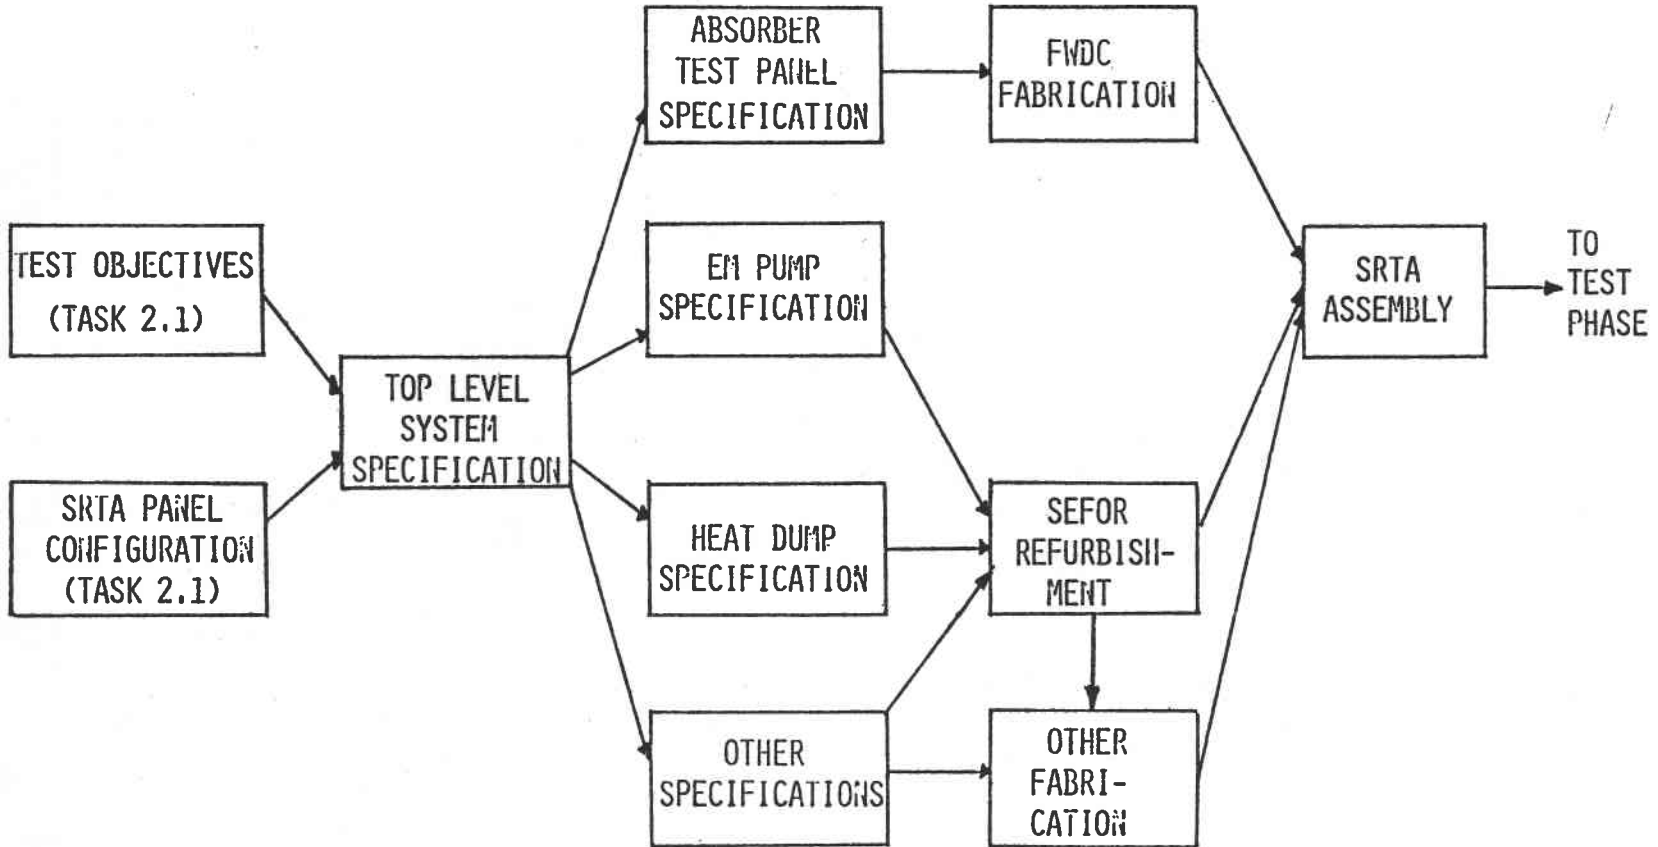 TEST OBJECTIVES
(TASK 2.1)
SRTA PANEL
CONFIGURATION
(TASK 2.1)
TOP LEVEL
SYSTEM
SPECIFICATION
ABSORBER
TEST PANEL
SPECIFICATION
EM PUMP
SPECIFICATION
HEAT DUMP
SPECIFICATION
OTHER
SPECIFICATIONS
FWDC
FABRICATION
SEFOR
REFURBISH-
MENT
OTHER
FABRI-
CATION
SRTA
ASSEMBLY
TO
TEST
PHASE